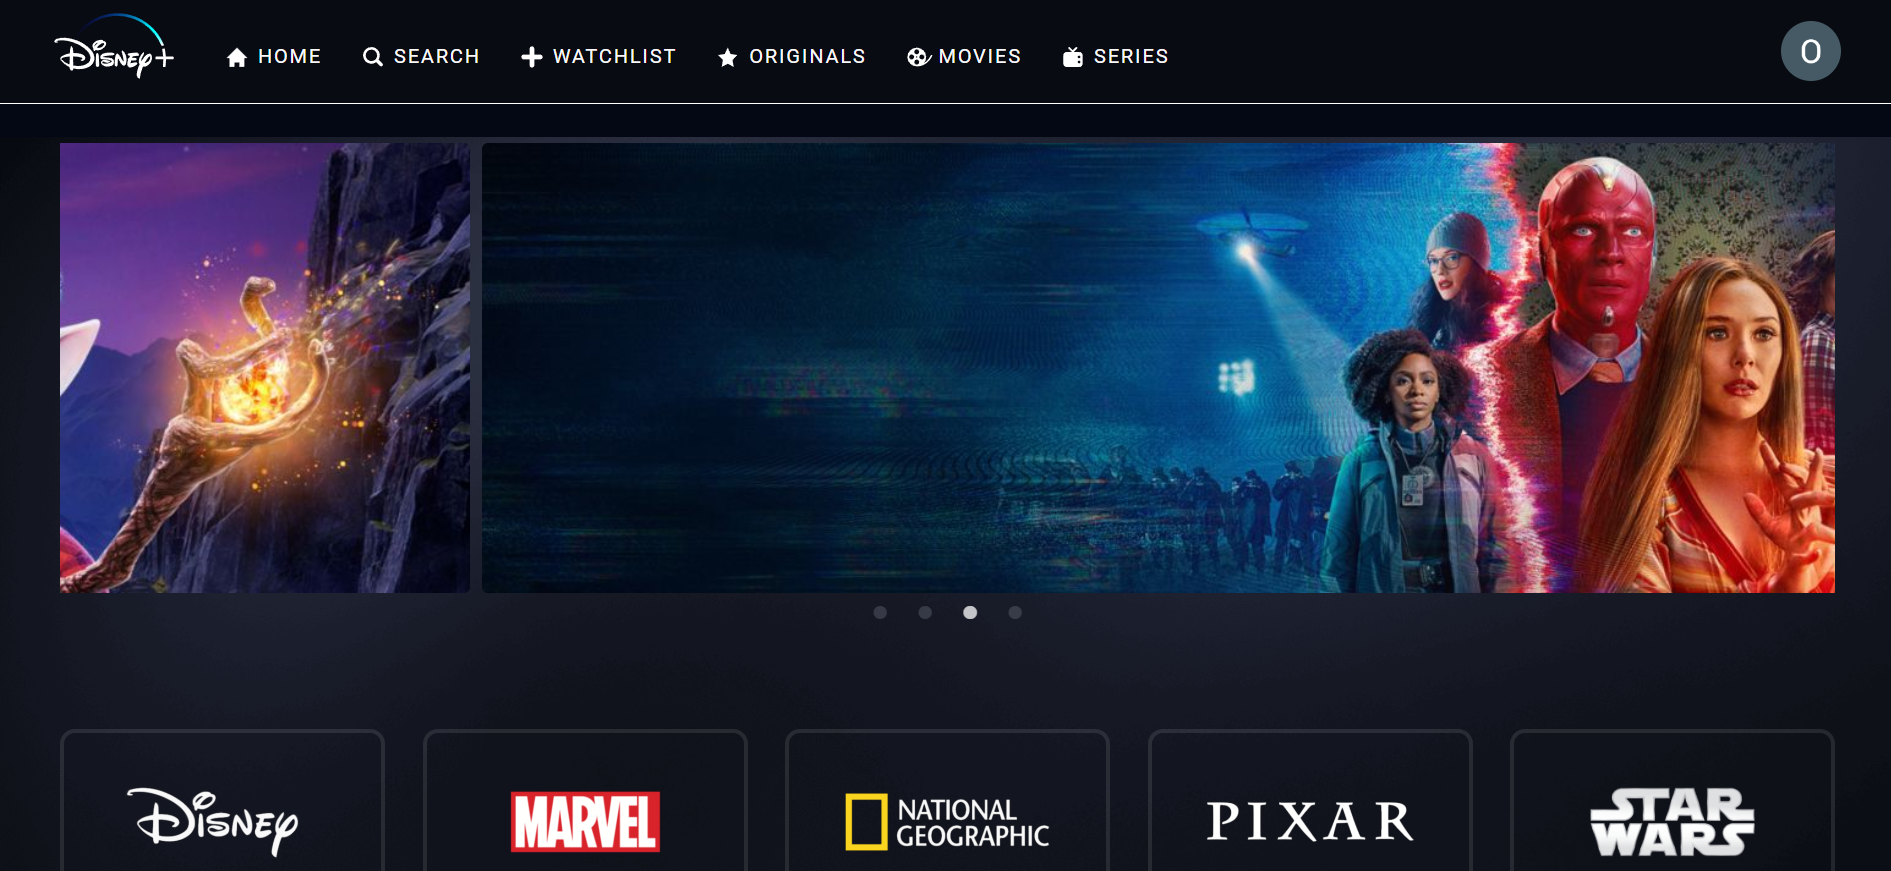 Disney+
HOME
SEARCH
WATCHLIST
ORIGINALS
MOVIES
SERIES
O
Disney
MARVEL
NATIONAL
GEOGRAPHIC
PIXAR
STAR
WARS